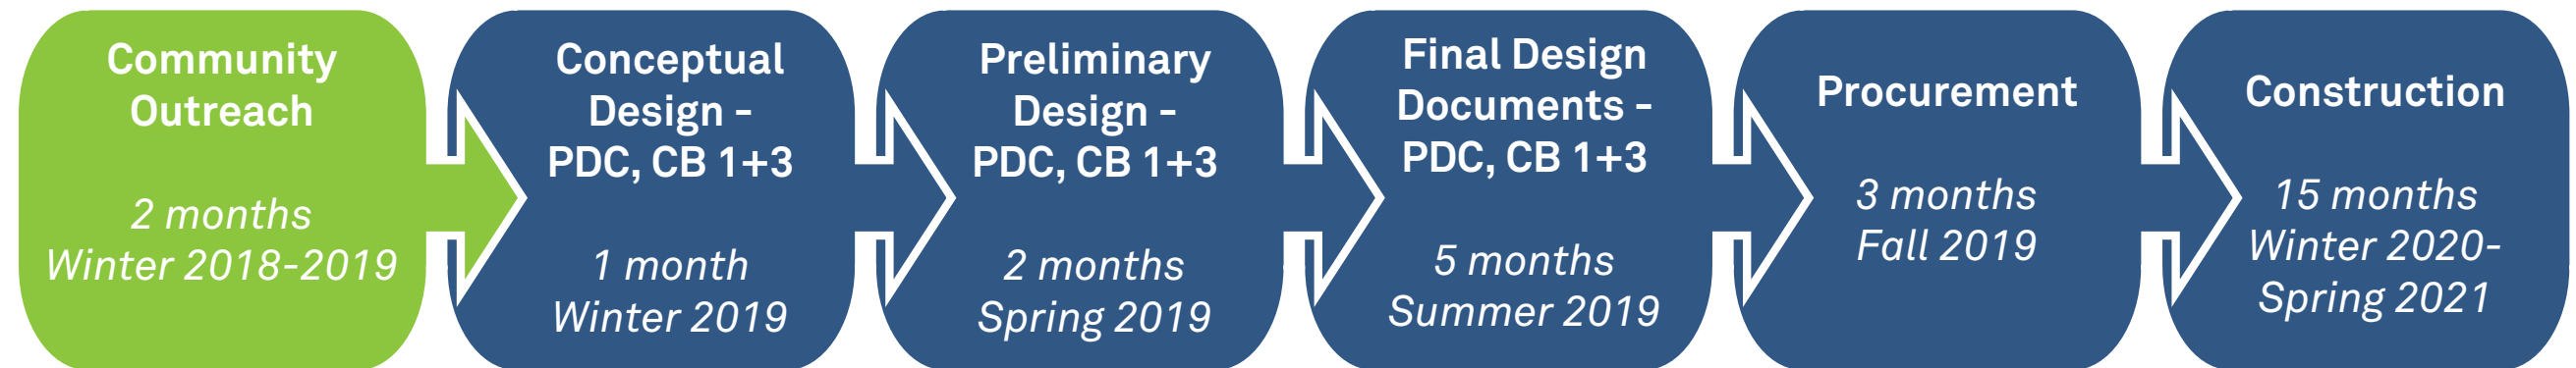 Community
Outreach
2 months
Winter 2018-2019
Conceptual
Design -
PDC, CB 1+3
1 month
Winter 2019
Preliminary
Design -
PDC, CB 1+3
2 months
Spring 2019
Final Design
Documents -
PDC, CB 1+3
5 months
Summer 2019
Procurement
3 months
Fall 2019
Construction
15 months
Winter 2020-
Spring 2021